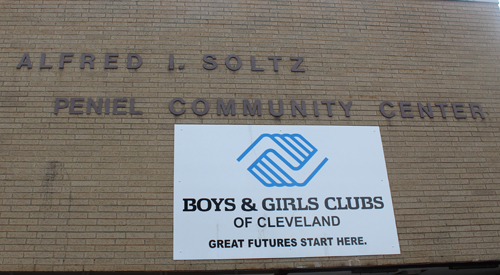 ALFRED I. SOLTZ
PENIEL COMMUNITY CENTER
BOYS & GIRLS CLUBS
OF CLEVELAND
GREAT FUTURES START HERE.